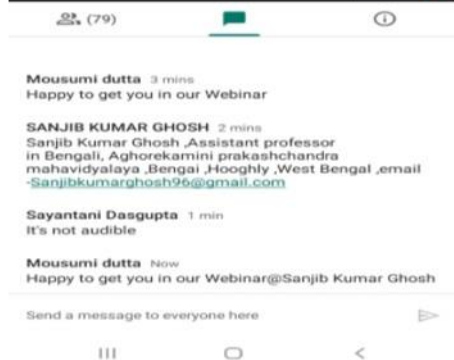 (79)
Mousumi dutta 3 mins
Happy to get you in our Webinar
SANJIB KUMAR GHOSH 2 mins
Sanjib Kumar Ghosh ,Assistant professor
in Bengali, Aghorekamini prakashchandra
mahavidyalaya ,Bengai ,Hooghly ,West Bengal ,email
-Sanjibkumarghosh96@gmail.com
Sayantani Dasgupta 1 min
It's not audible
Mousumi dutta Now
Happy to get you in our Webinar@Sanjib Kumar Ghosh
Send a message to everyone here